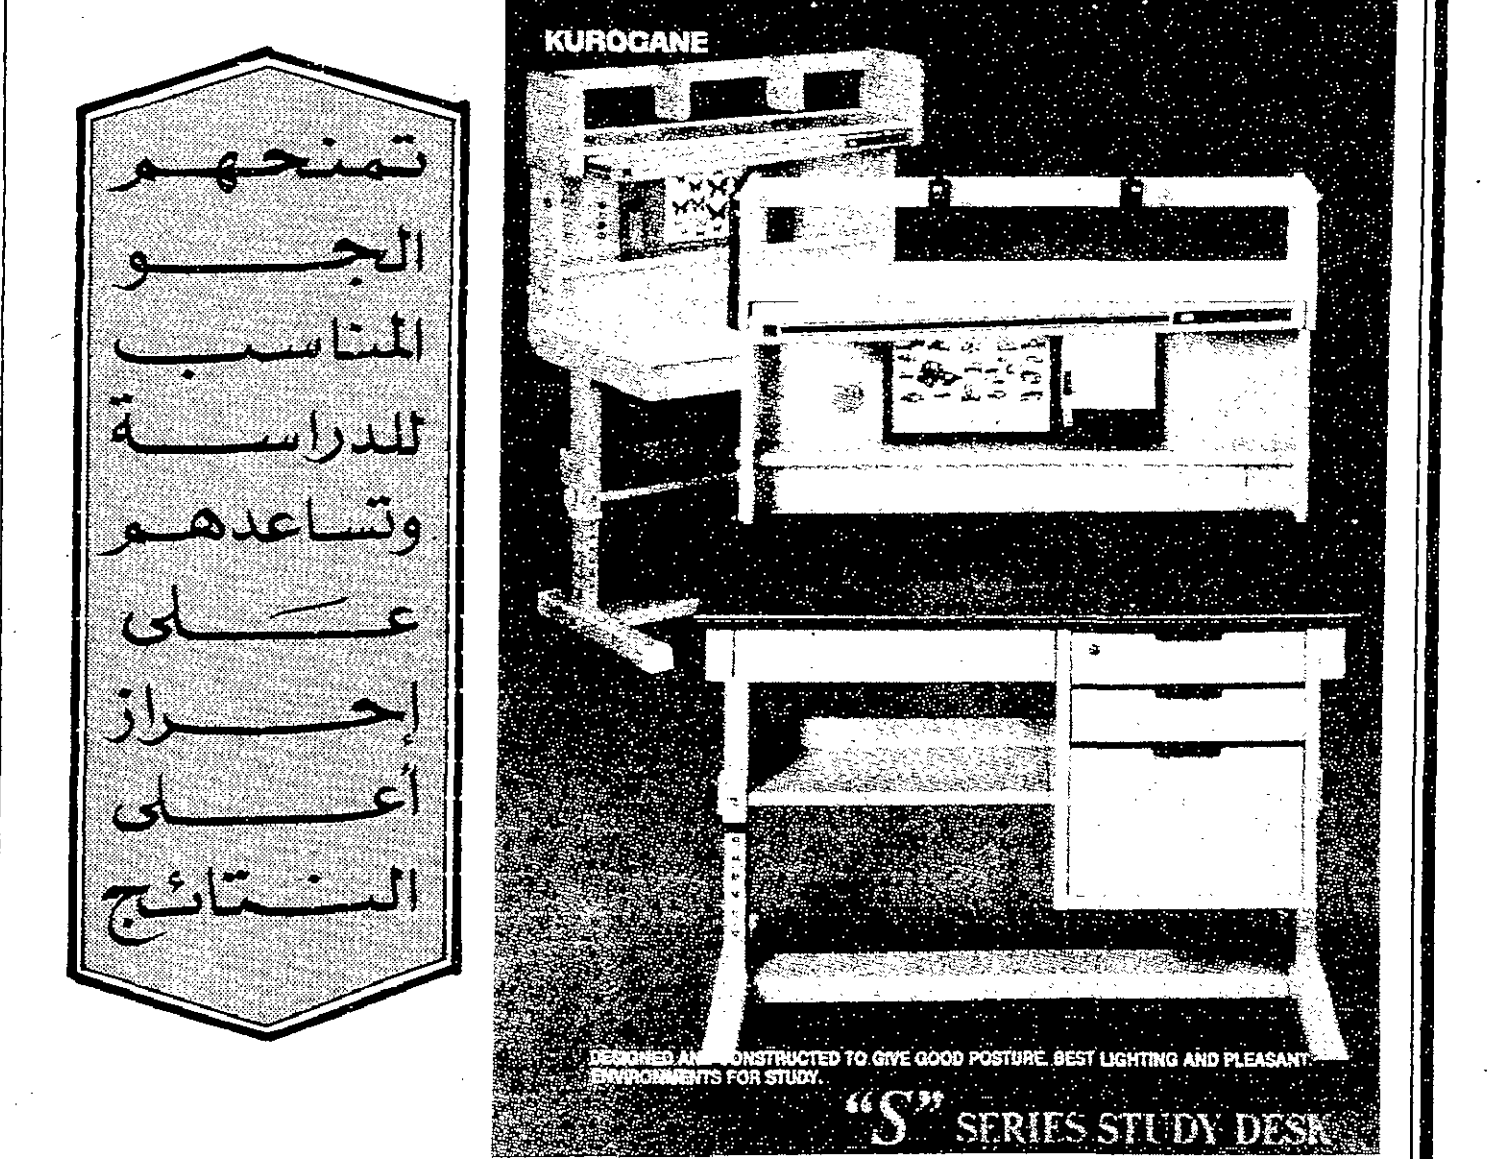 تمنحهم
الجو
المناسب
للدراسة
وتساعدهم
على
إحراز
أعلى
النتائج
KUROGANE
DESIGNED AND CONSTRUCTED TO GIVE GOOD POSTURE. BEST LIGHTING AND PLEASANT
ENVIRONMENTS FOR STUDY.
“S” SERIES STUDY DESK